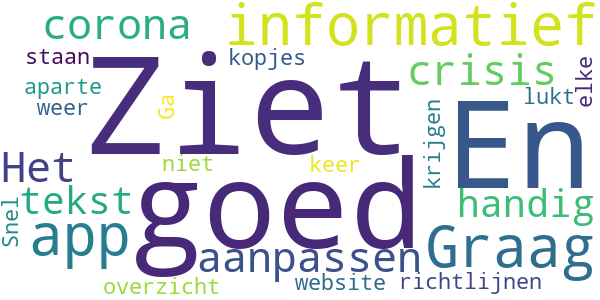 corona informatief
staan Ziet kopjes crisis elke
aparte weer Ga En lukt
Het niet keer krijgen
Snel tekst goed handig
app aanpassen Graag
overzicht website richtlijnen